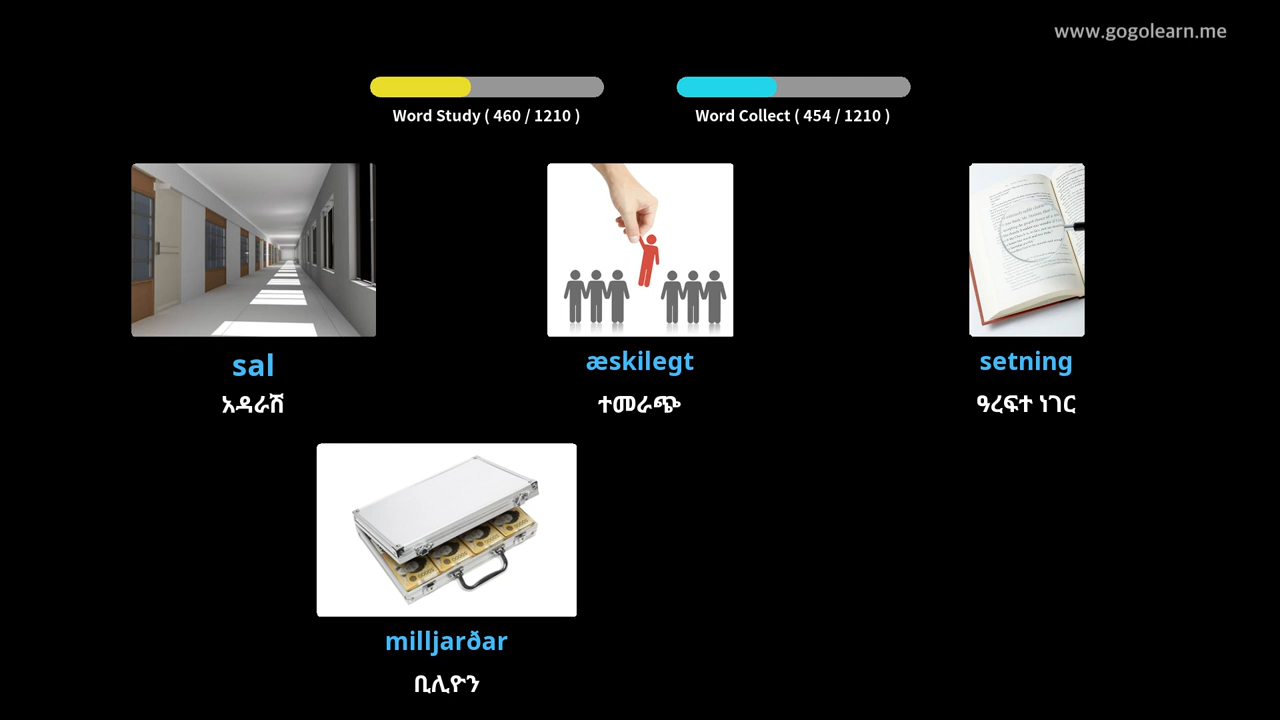 www.gogolearn.me
Word Study ( 460 / 1210 )
Word Collect ( 454 / 1210 )
sal
አዳራሽ
æskilegt
ተመራጭ
setning
ዓረፍተ ነገር
milljarðar
ቢሊዮን